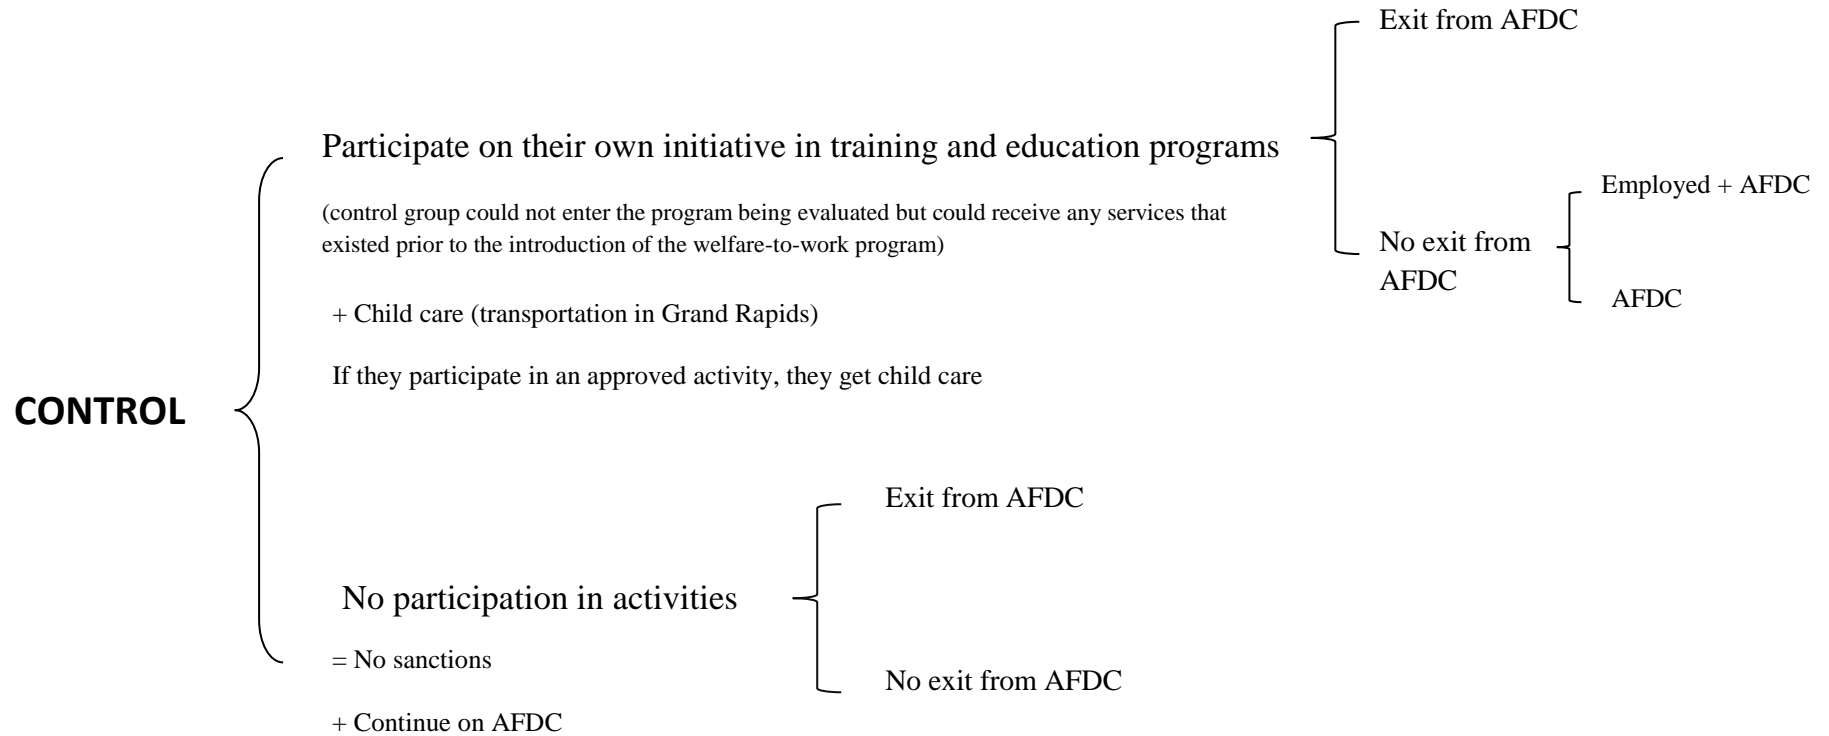 Exit from AFDC
Participate on their own initiative in training and education programs
(control group could not enter the program being evaluated but could receive any services that
existed prior to the introduction of the welfare-to-work program)
Employed + AFDC
No exit from
AFDC
AFDC
+ Child care (transportation in Grand Rapids)
If they participate in an approved activity, they get child care
CONTROL
Exit from AFDC
No participation in activities
= No sanctions
No exit from AFDC
+ Continue on AFDC